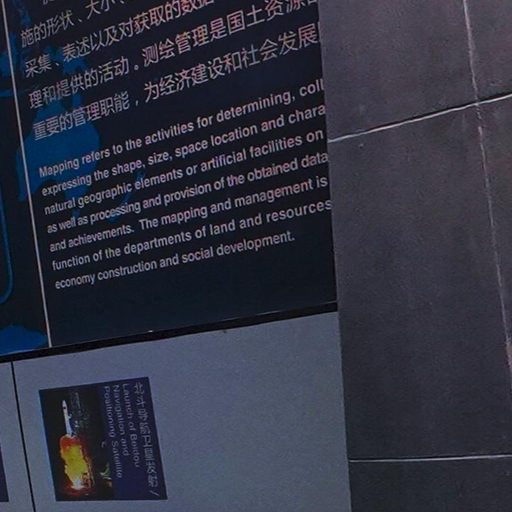 施的形状、大小、
采集、表述以及对获取的数据
理和提供的活动。测绘管理是国土资源
重要的管理职能，为经济建设和社会发展
Mapping refers to the activities for determining, coll
expressing the shape, size, space location and chara
natural geographic elements or artificial facilities on
as well as processing and provision of the obtained data
and achievements. The mapping and management is
function of the departments of land and resources
economy construction and social development.
北斗导航卫星发射
Launch of Beidou
Navigation and
Positioning Satellite